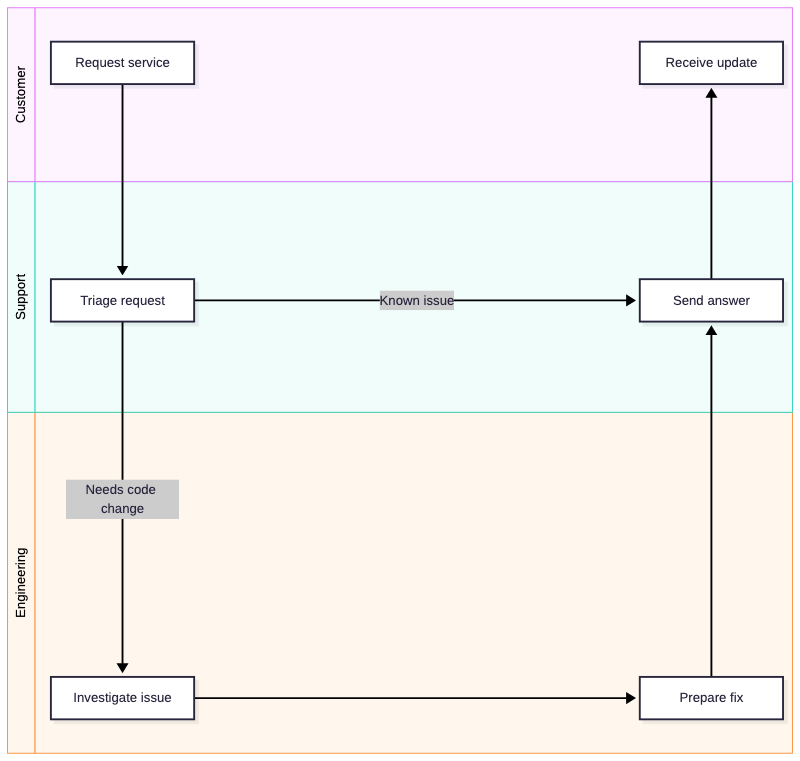 Customer
Request service
Receive update
Support
Triage request
Known issue
Send answer
Engineering
Needs code
change
Investigate issue
Prepare fix